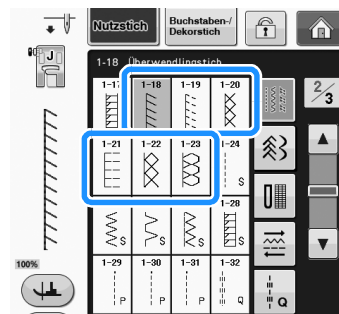 Nutzstich
Buchstaben-/
Dekorstich
J
1-18 Überwendlingstich
1-17 1-18 1-19 1-20
2/3
1-21 1-22 1-23 1-24
S
1-28
S S S S
100%
1-29 1-30 1-31 1-32
P P P Q
Q